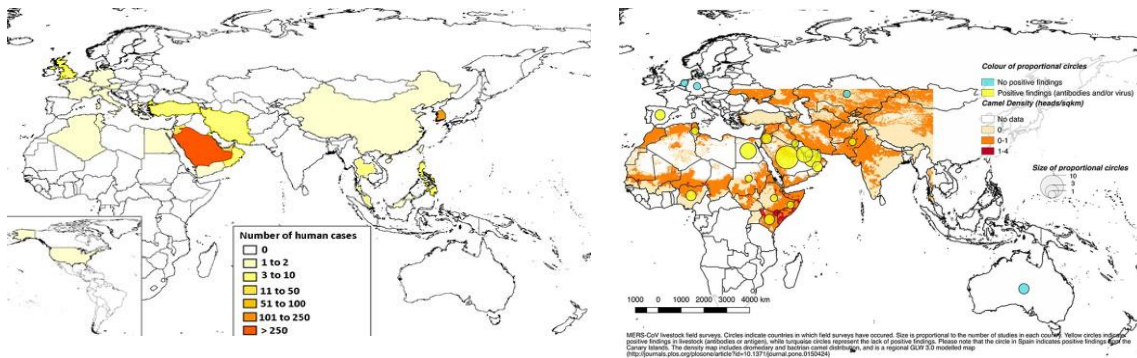 Number of human cases
0
1 to 2
3 to 10
11 to 50
51 to 100
101 to 250
> 250
Colour of proportional circles
No positive findings
Positive findings (antibodies and/or virus)
Camel Density (heads/sqkm)
No data
0
0-1
1-4
Size of proportional circles
10
3
1000 0 1000 2000 3000 4000 km
MERS-CoV livestock field surveys. Circles indicate countries in which field surveys have occured. Size is proportional to the number of studies in each country. Yellow circles indicate
positive findings in livestock (antibodies or antigen), while turquoise circles represent the lack of positive findings. Please note that the circle in Spain indicates positive findings from the
Canary Islands. The density map includes dromedary and bactrian camel distribution, and is a regional GLW 3.0 modelled map
(http://journals.plos.org/plosone/article?id=10.1371/journal.pone.0150424)